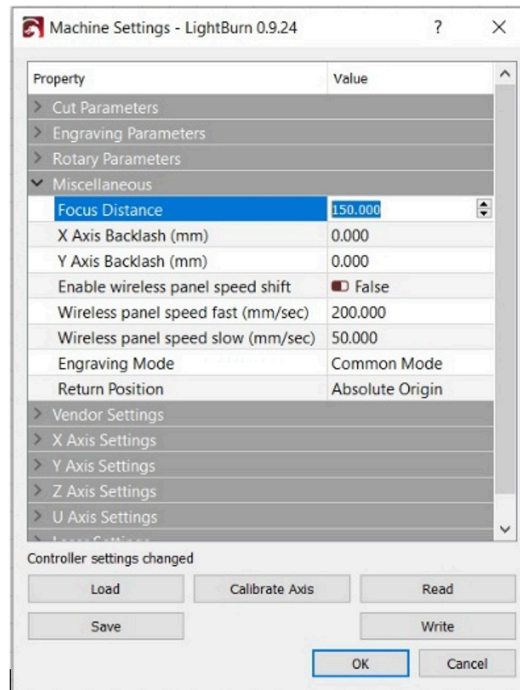 Machine Settings - LightBurn 0.9.24 ? ×
Property Value
Cut Parameters
Engraving Parameters
Rotary Parameters
Miscellaneous
Focus Distance 150.000
X Axis Backlash (mm) 0.000
Y Axis Backlash (mm) 0.000
Enable wireless panel speed shift False
Wireless panel speed fast (mm/sec) 200.000
Wireless panel speed slow (mm/sec) 50.000
Engraving Mode Common Mode
Return Position Absolute Origin
Vendor Settings
X Axis Settings
Y Axis Settings
Z Axis Settings
U Axis Settings
Controller settings changed
Load Calibrate Axis Read
Save Write
OK Cancel